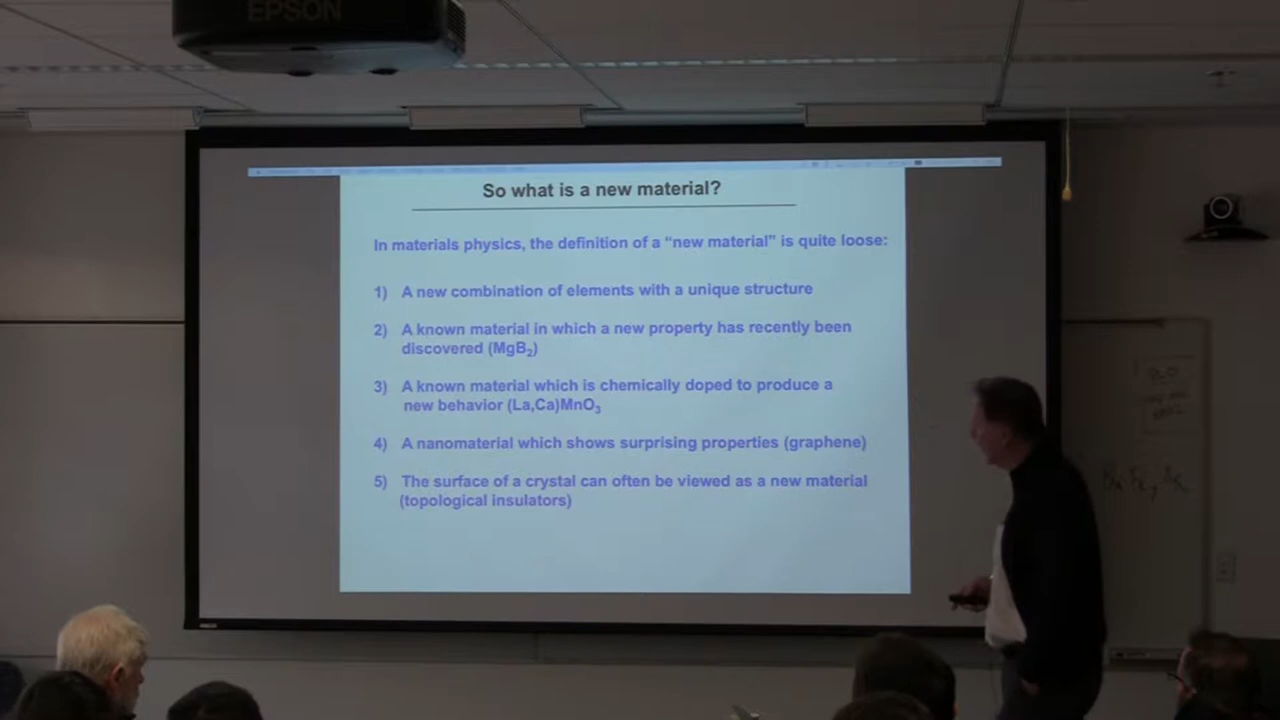 EPSON
So what is a new material?
In materials physics, the definition of a “new material” is quite loose:
1) A new combination of elements with a unique structure
2) A known material in which a new property has recently been
discovered (MgB₂)
3) A known material which is chemically doped to produce a
new behavior (La,Ca)MnO₃
4) A nanomaterial which shows surprising properties (graphene)
5) The surface of a crystal can often be viewed as a new material
(topological insulators)